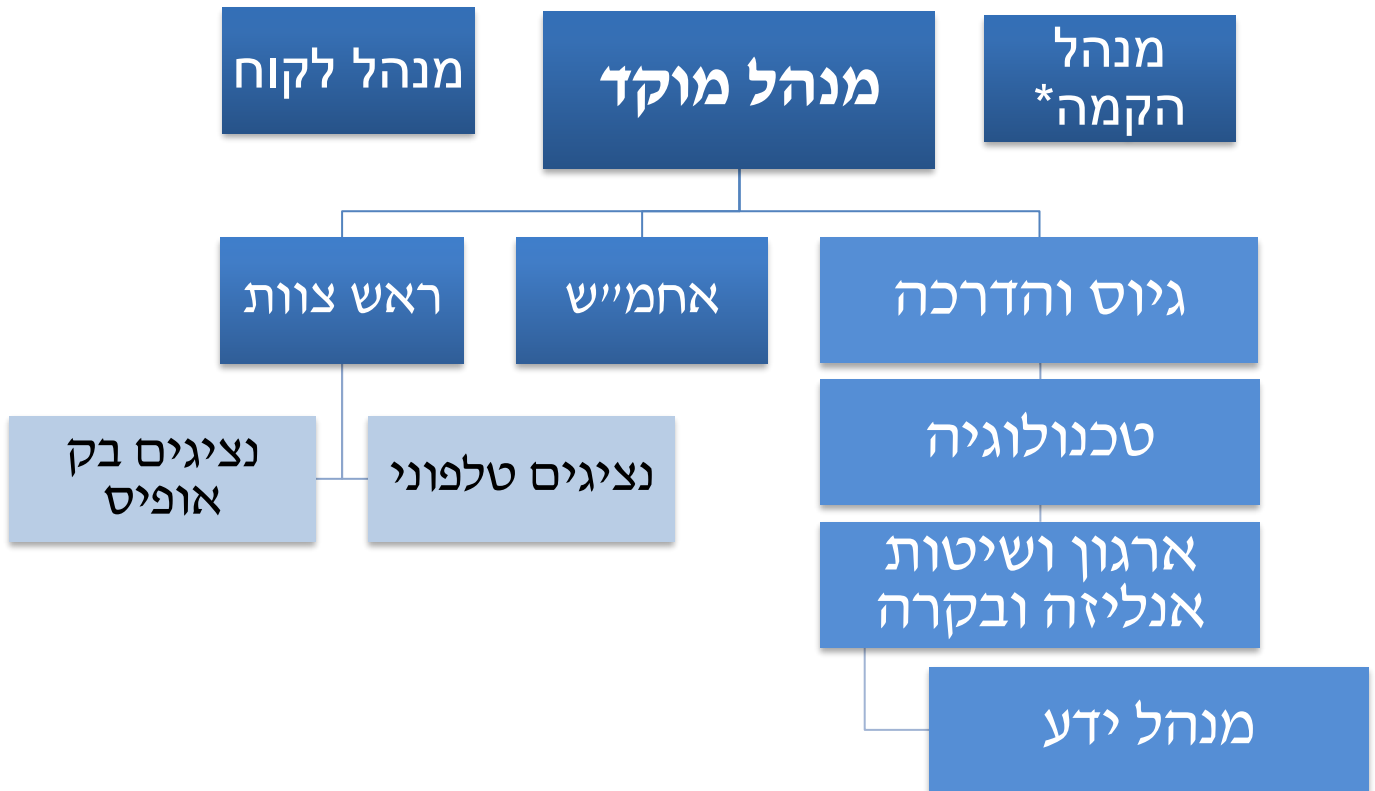 מנהל
הקמה*
מנהל מוקד
מנהל לקוח
גיוס והדרכה
אחמ״ש
ראש צוות
טכנולוגיה
נציגים טלפוני
נציגים בק
אופיס
ארגון ושיטות
אנליזה ובקרה
מנהל ידע